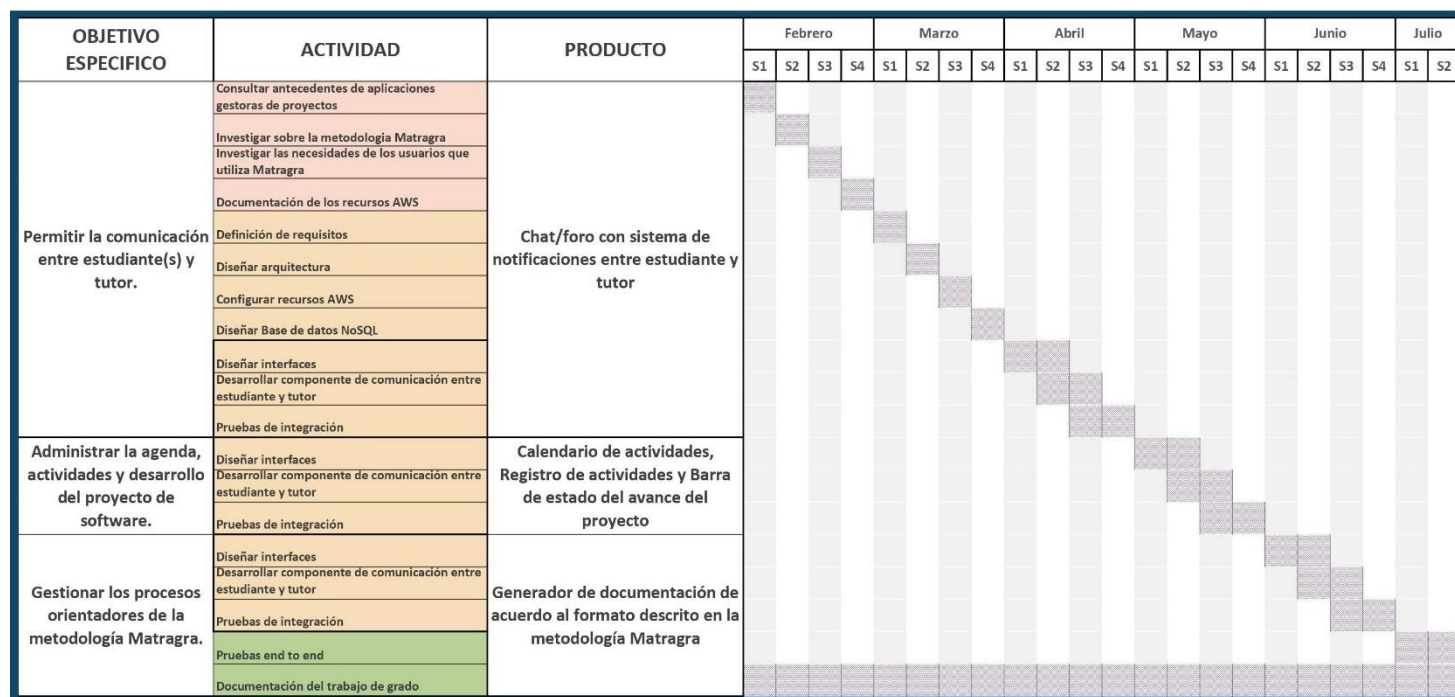 OBJETIVO
ESPECIFICO
ACTIVIDAD
PRODUCTO
Febrero
Marzo
Abril
Mayo
Junio
Julio
S1 S2 S3 S4 S1 S2 S3 S4 S1 S2 S3 S4 S1 S2 S3 S4 S1 S2 S3 S4 S1 S2
Permitir la comunicación
entre estudiante(s) y
tutor.
Consultar antecedentes de aplicaciones
gestoras de proyectos
Investigar sobre la metodologia Matragra
Investigar las necesidades de los usuarios que
utiliza Matragra
Documentación de los recursos AWS
Definición de requisitos
Diseñar arquitectura
Configurar recursos AWS
Diseñar Base de datos NoSQL
Diseñar interfaces
Desarrollar componente de comunicación entre
estudiante y tutor
Pruebas de integración
Chat/foro con sistema de
notificaciones entre estudiante y
tutor
Administrar la agenda,
actividades y desarrollo
del proyecto de
software.
Diseñar interfaces
Desarrollar componente de comunicación entre
estudiante y tutor
Pruebas de integración
Calendario de actividades,
Registro de actividades y Barra
de estado del avance del
proyecto
Gestionar los procesos
orientadores de la
metodología Matragra.
Diseñar interfaces
Desarrollar componente de comunicación entre
estudiante y tutor
Pruebas de integración
Pruebas end to end
Documentación del trabajo de grado
Generador de documentación de
acuerdo al formato descrito en la
metodología Matragra